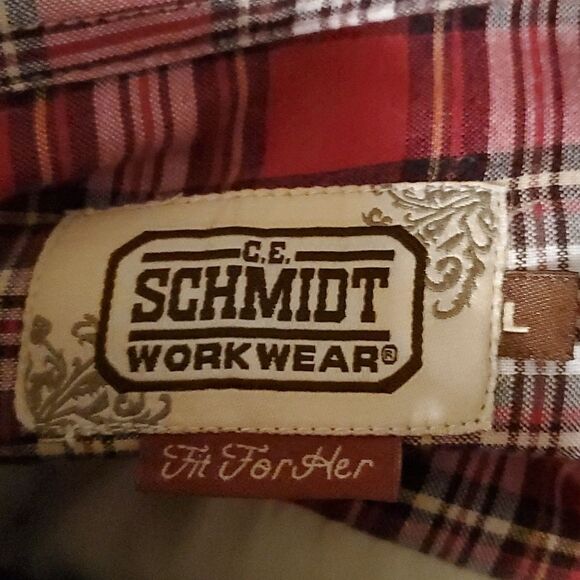 C.E.
SCHMIDT
WORKWEAR®
L
Fit For Her